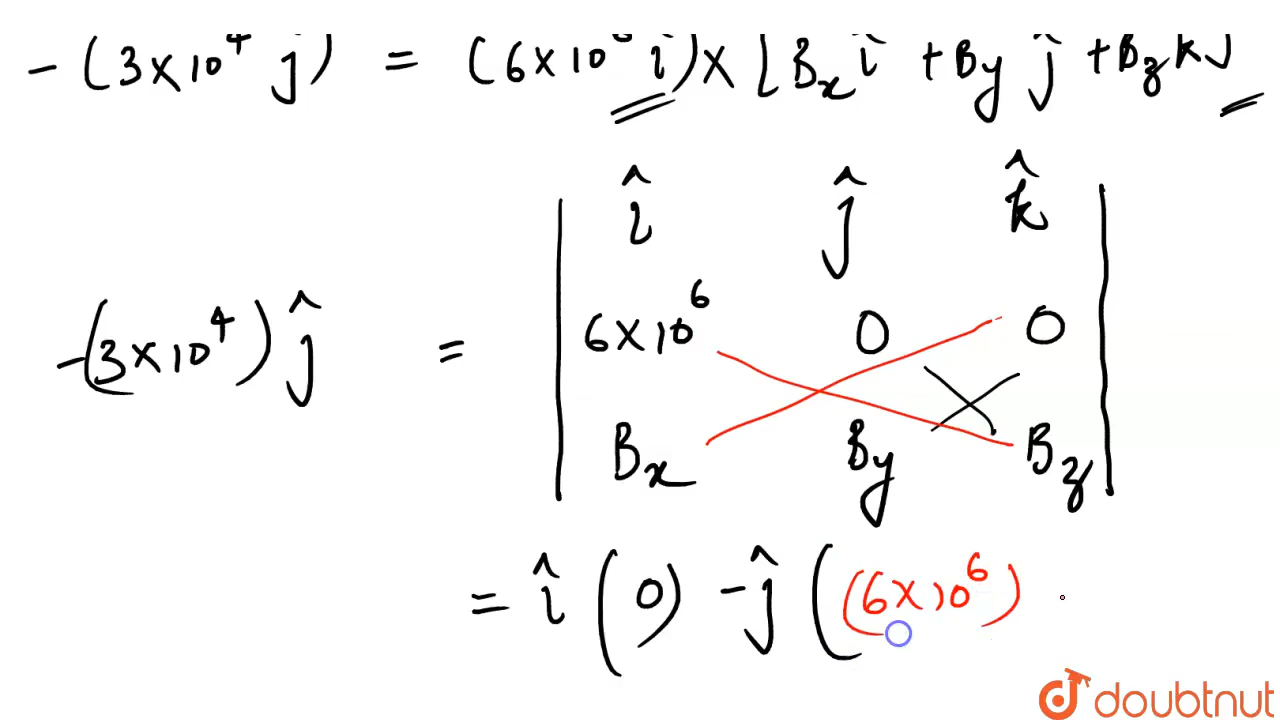 - (3×10⁴ ĵ) = (6×10⁶ î)×[Bₓ î + By ĵ + Bz k̂]
î ĵ k̂
-(3×10⁴) ĵ = 6×10⁶ 0 0
Bₓ By Bz
= î (0) - ĵ ((6×10⁶)
doubtnut